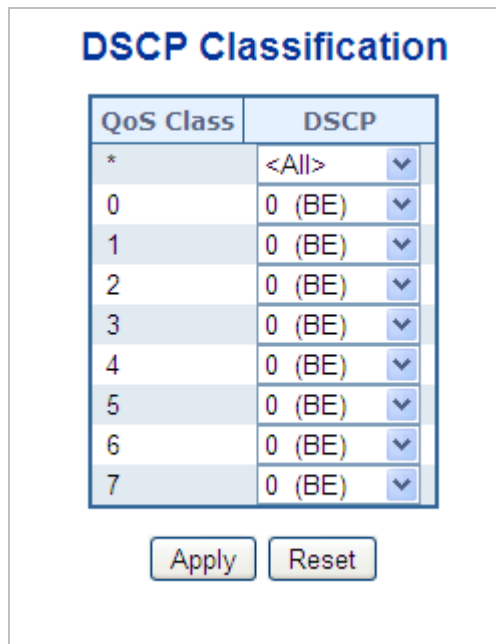 DSCP Classification
QoS Class DSCP
* <All>
0 0 (BE)
1 0 (BE)
2 0 (BE)
3 0 (BE)
4 0 (BE)
5 0 (BE)
6 0 (BE)
7 0 (BE)
Apply Reset